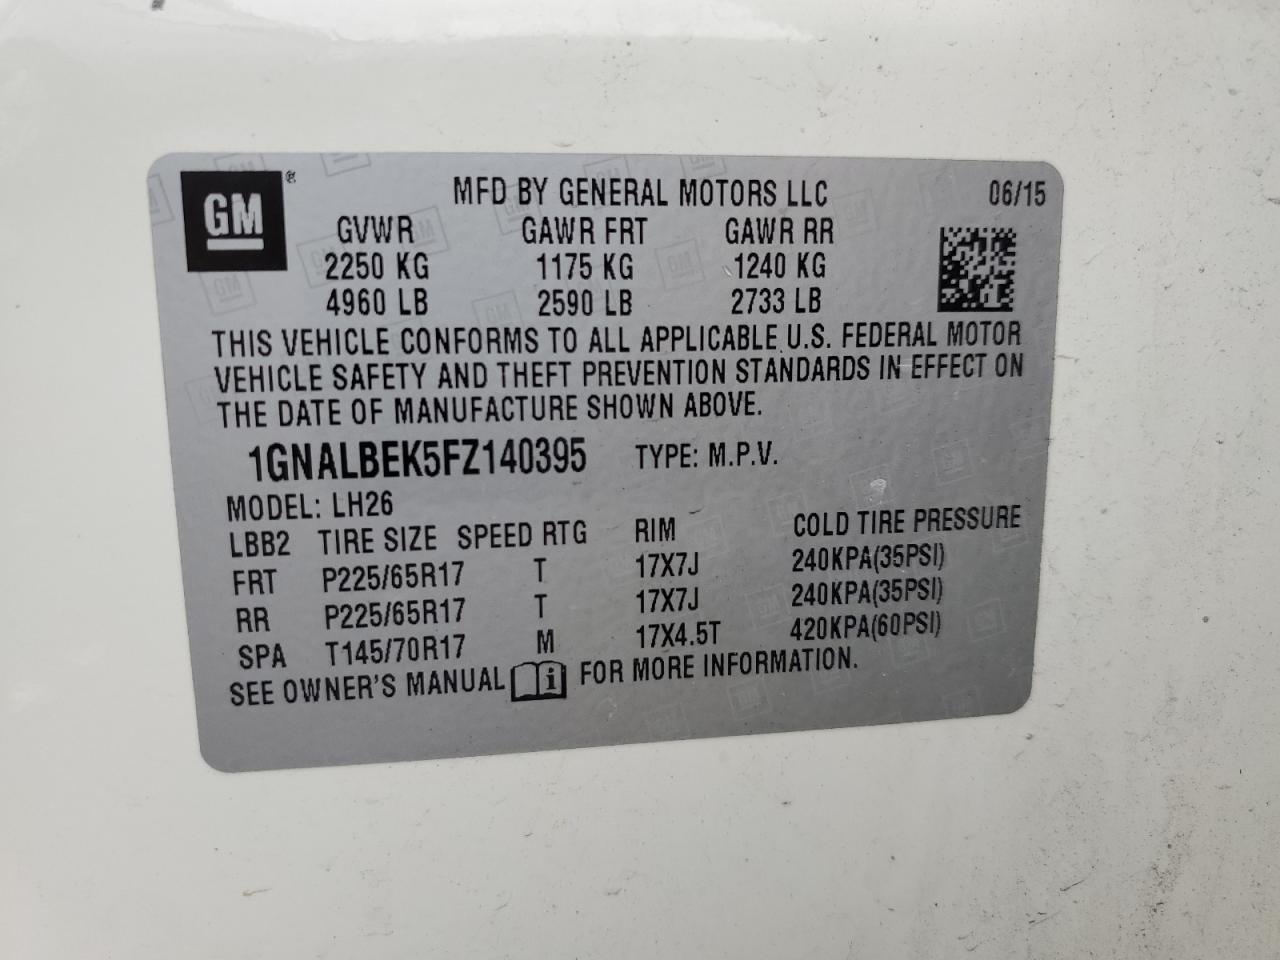 GM ® MFD BY GENERAL MOTORS LLC 06/15
GVWR GAWR FRT GAWR RR
2250 KG 1175 KG 1240 KG
4960 LB 2590 LB 2733 LB
THIS VEHICLE CONFORMS TO ALL APPLICABLE U.S. FEDERAL MOTOR
VEHICLE SAFETY AND THEFT PREVENTION STANDARDS IN EFFECT ON
THE DATE OF MANUFACTURE SHOWN ABOVE.
1GNALBEK5FZ140395 TYPE: M.P.V.
MODEL: LH26
LBB2 TIRE SIZE SPEED RTG RIM COLD TIRE PRESSURE
FRT P225/65R17 T 17X7J 240KPA(35PSI)
RR P225/65R17 T 17X7J 240KPA(35PSI)
SPA T145/70R17 M 17X4.5T 420KPA(60PSI)
SEE OWNER'S MANUAL i FOR MORE INFORMATION.